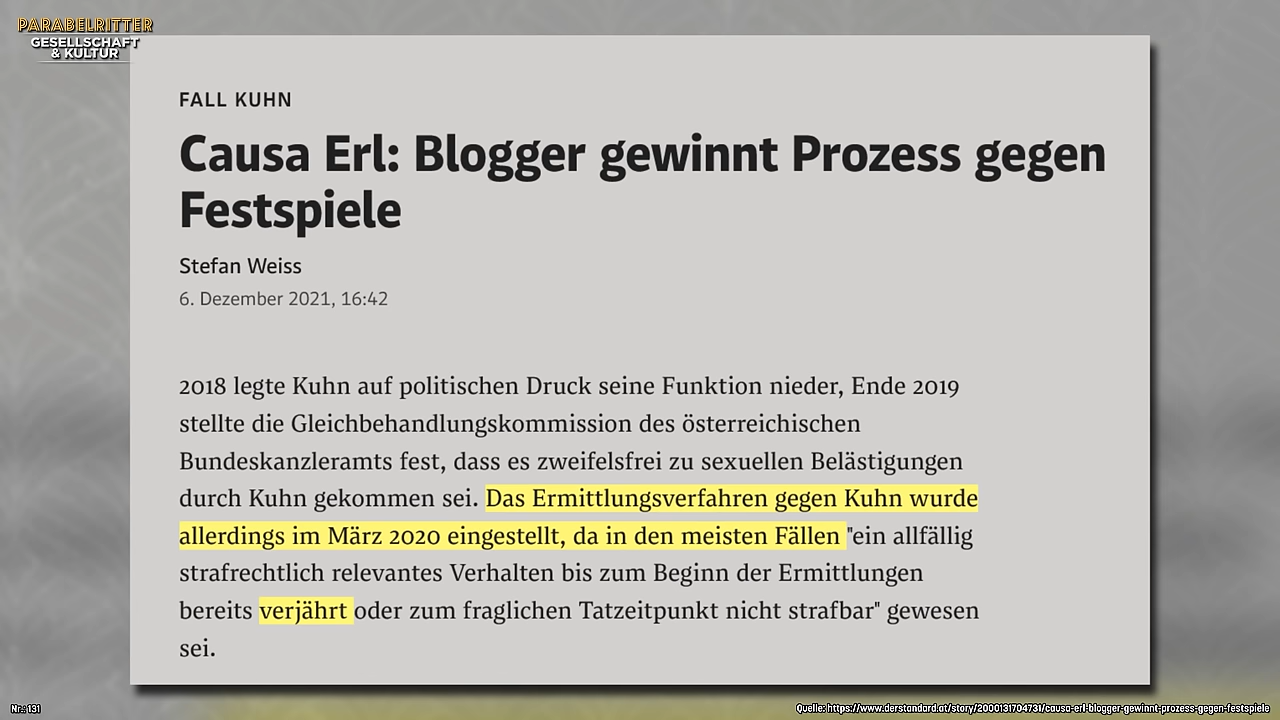 PARABELRITTER
GESELLSCHAFT
& KULTUR
FALL KUHN
Causa Erl: Blogger gewinnt Prozess gegen
Festspiele
Stefan Weiss
6. Dezember 2021, 16:42
2018 legte Kuhn auf politischen Druck seine Funktion nieder, Ende 2019
stellte die Gleichbehandlungskommission des österreichischen
Bundeskanzleramts fest, dass es zweifelsfrei zu sexuellen Belästigungen
durch Kuhn gekommen sei. Das Ermittlungsverfahren gegen Kuhn wurde
allerdings im März 2020 eingestellt, da in den meisten Fällen "ein allfällig
strafrechtlich relevantes Verhalten bis zum Beginn der Ermittlungen
bereits verjährt oder zum fraglichen Tatzeitpunkt nicht strafbar" gewesen
sei.
Nr.: 131
Quelle: https://www.derstandard.at/story/2000131704731/causa-erl-blogger-gewinnt-prozess-gegen-festspiele